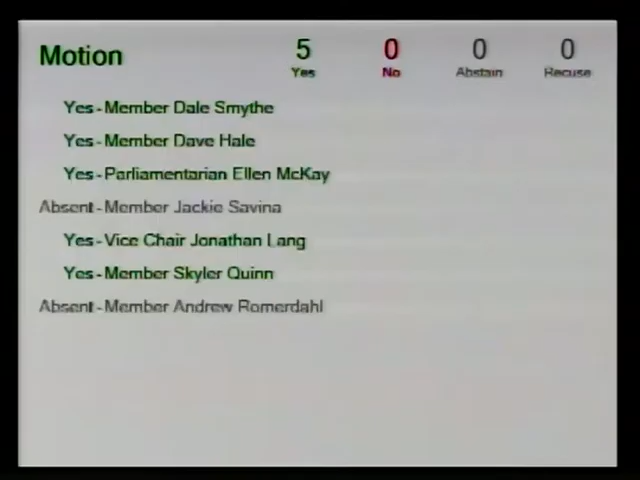 Motion
5 0 0 0
Yes No Abstain Recuse
Yes - Member Dale Smythe
Yes - Member Dave Hale
Yes - Parliamentarian Ellen McKay
Absent - Member Jackie Savina
Yes - Vice Chair Jonathan Lang
Yes - Member Skyler Quinn
Absent - Member Andrew Romerdahl